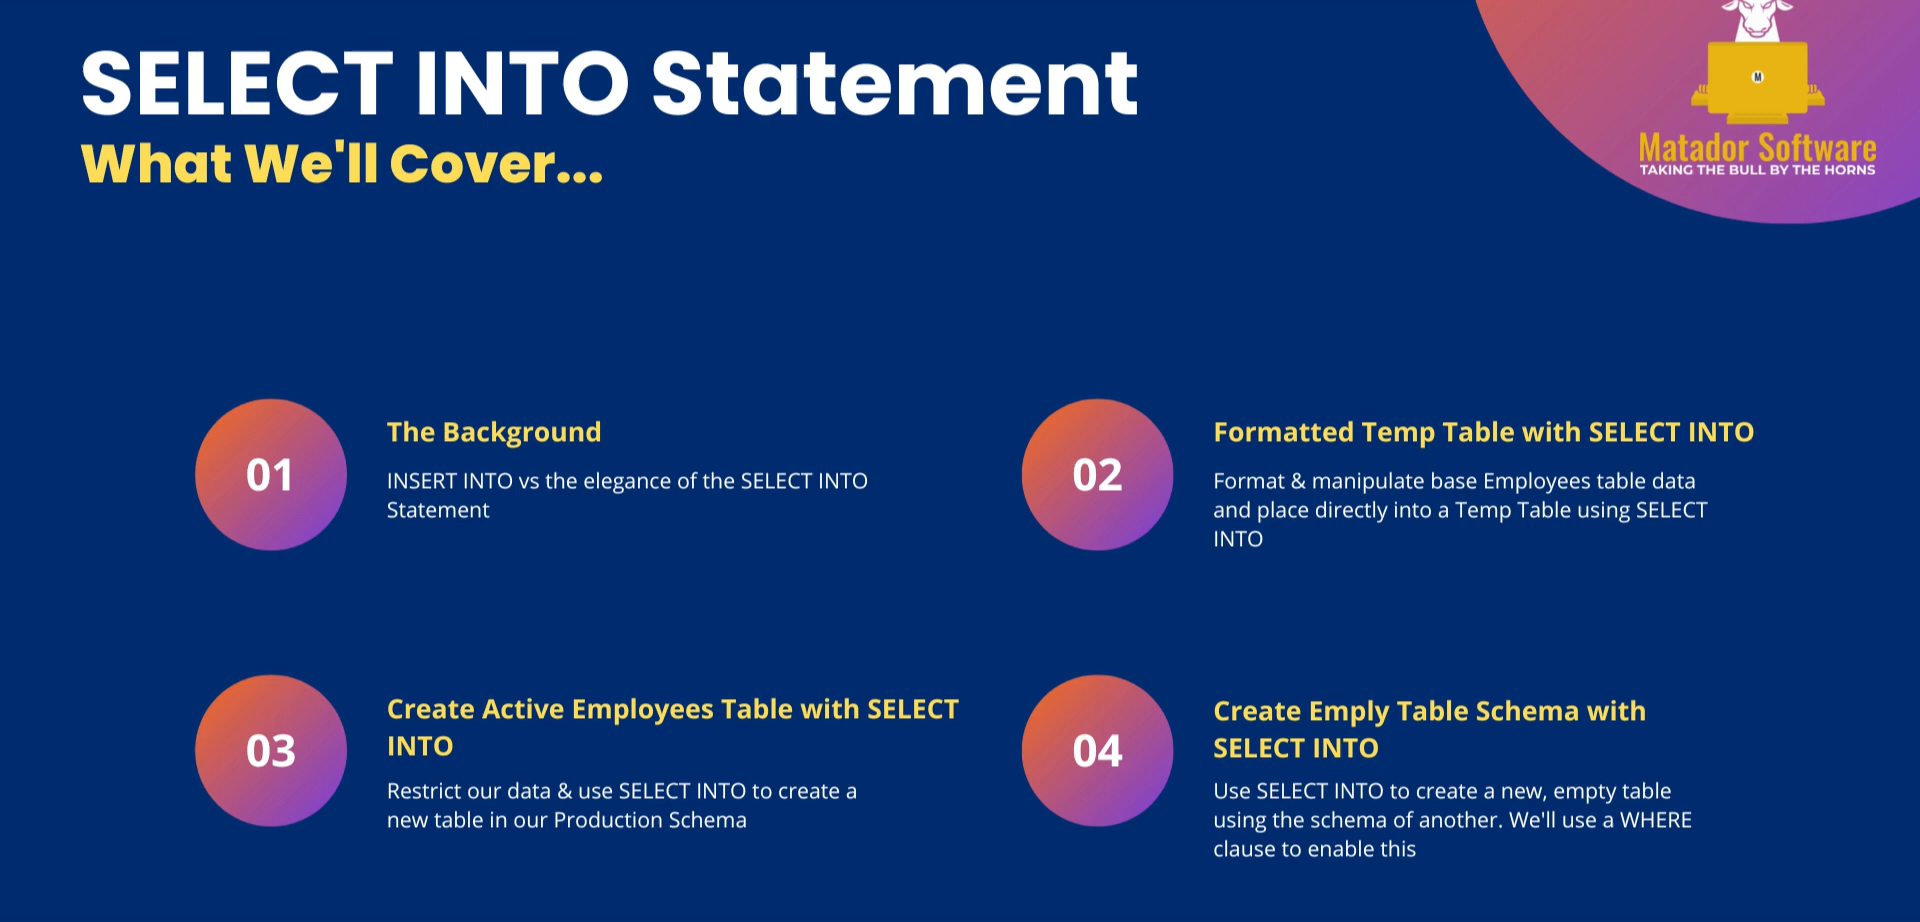 SELECT INTO Statement
What We'll Cover...
M
Matador Software
TAKING THE BULL BY THE HORNS
01
The Background
INSERT INTO vs the elegance of the SELECT INTO
Statement
02
Formatted Temp Table with SELECT INTO
Format & manipulate base Employees table data
and place directly into a Temp Table using SELECT
INTO
03
Create Active Employees Table with SELECT
INTO
Restrict our data & use SELECT INTO to create a
new table in our Production Schema
04
Create Emply Table Schema with
SELECT INTO
Use SELECT INTO to create a new, empty table
using the schema of another. We'll use a WHERE
clause to enable this